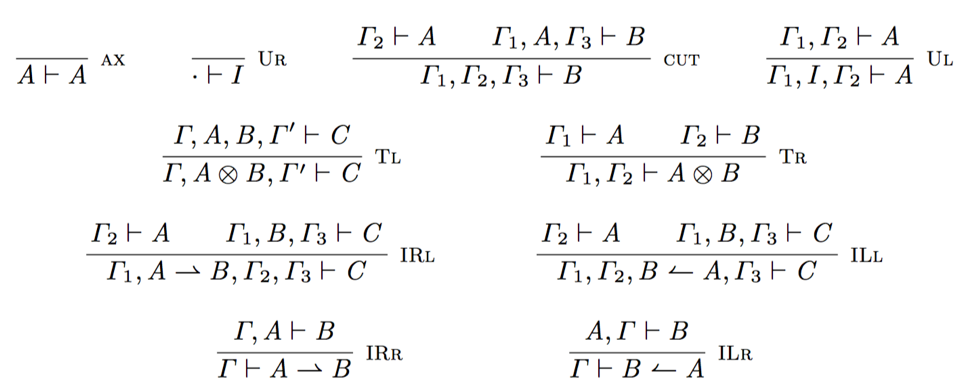 Γ₂ ⊢ A    Γ₁, A, Γ₃ ⊢ B    Γ₁, Γ₂ ⊢ A
A ⊢ A AX    · ⊢ I UR    Γ₁, Γ₂, Γ₃ ⊢ B CUT    Γ₁, I, Γ₂ ⊢ A UL
Γ, A, B, Γ′ ⊢ C    Γ₁ ⊢ A    Γ₂ ⊢ B
Γ, A ⊗ B, Γ′ ⊢ C TL    Γ₁, Γ₂ ⊢ A ⊗ B TR
Γ₂ ⊢ A    Γ₁, B, Γ₃ ⊢ C    Γ₂ ⊢ A    Γ₁, B, Γ₃ ⊢ C
Γ₁, A ⇀ B, Γ₂, Γ₃ ⊢ C IRL    Γ₁, Γ₂, B ↼ A, Γ₃ ⊢ C ILL
Γ, A ⊢ B    A, Γ ⊢ B
Γ ⊢ A ⇀ B IRR    Γ ⊢ B ↼ A ILR